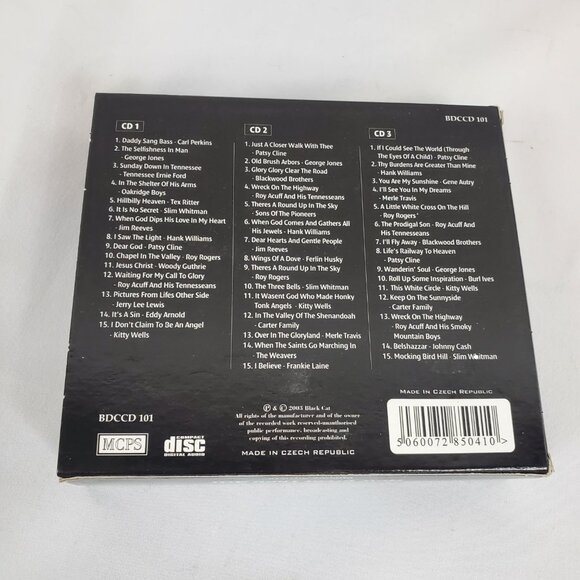 BDCCD 101
CD 1
1. Daddy Sang Bass - Carl Perkins
2. The Selfishness In Man
- George Jones
3. Sunday Down In Tennessee
- Tennessee Ernie Ford
4. In The Shelter Of His Arms
- Oakridge Boys
5. Hillbilly Heaven - Tex Ritter
6. It Is No Secret - Slim Whitman
7. When God Dips His Love in My Heart
- Jim Reeves
8. I Saw The Light - Hank Williams
9. Dear God - Patsy Cline
10. Chapel In The Valley - Roy Rogers
11. Jesus Christ - Woody Guthrie
12. Waiting For My Call To Glory
- Roy Acuff And His Tennesseans
13. Pictures From Lifes Other Side
- Jerry Lee Lewis
14. It's A Sin - Eddy Arnold
15. I Don't Claim To Be An Angel
- Kitty Wells
CD 2
1. Just A Closer Walk With Thee
- Patsy Cline
2. Old Brush Arbors - George Jones
3. Glory Glory Clear The Road
- Blackwood Brothers
4. Wreck On The Highway
- Roy Acuff And His Tennesseans
5. Theres A Round Up In The Sky
- Sons Of The Pioneers
6. When God Comes And Gathers All
His Jewels - Hank Williams
7. Dear Hearts And Gentle People
- Jim Reeves
8. Wings Of A Dove - Ferlin Husky
9. Theres A Round Up In The Sky
- Roy Rogers
10. The Three Bells - Slim Whitman
11. It Wasent God Who Made Honky
Tonk Angels - Kitty Wells
12. In The Valley Of The Shenandoah
- Carter Family
13. Over In The Gloryland - Merle Travis
14. When The Saints Go Marching In
- The Weavers
15. I Believe - Frankie Laine
CD 3
1. If I Could See The World (Through
The Eyes Of A Child) - Patsy Cline
2. Thy Burdens Are Greater Than Mine
- Hank Williams
3. You Are My Sunshine - Gene Autry
4. I'll See You In My Dreams
- Merle Travis
5. A Little White Cross On The Hill
- Roy Rogers'
6. The Prodigal Son - Roy Acuff And His
Tennesseans
7. I'll Fly Away - Blackwood Brothers
8. Life's Railway To Heaven
- Patsy Cline
9. Wanderin' Soul - George Jones
10. Roll Up Some Inspiration - Burl Ives
11. This White Circle - Kitty Wells
12. Keep On The Sunnyside
- Carter Family
13. Wreck On The Highway
- Roy Acuff And His Smoky
Mountain Boys
14. Belshazzar - Johnny Cash
15. Mocking Bird Hill - Slim Whitman
MADE IN CZECH REPUBLIC
5060072 850410>
BDCCD 101
MCPS
COMPACT
disc
DIGITAL AUDIO
℗ & © 2003 Black Cat
All rights of the manufacturer and of the owner
of the recorded work reserved-unauthorised
public performance, broadcasting and
copying of this recording prohibited.
MADE IN CZECH REPUBLIC